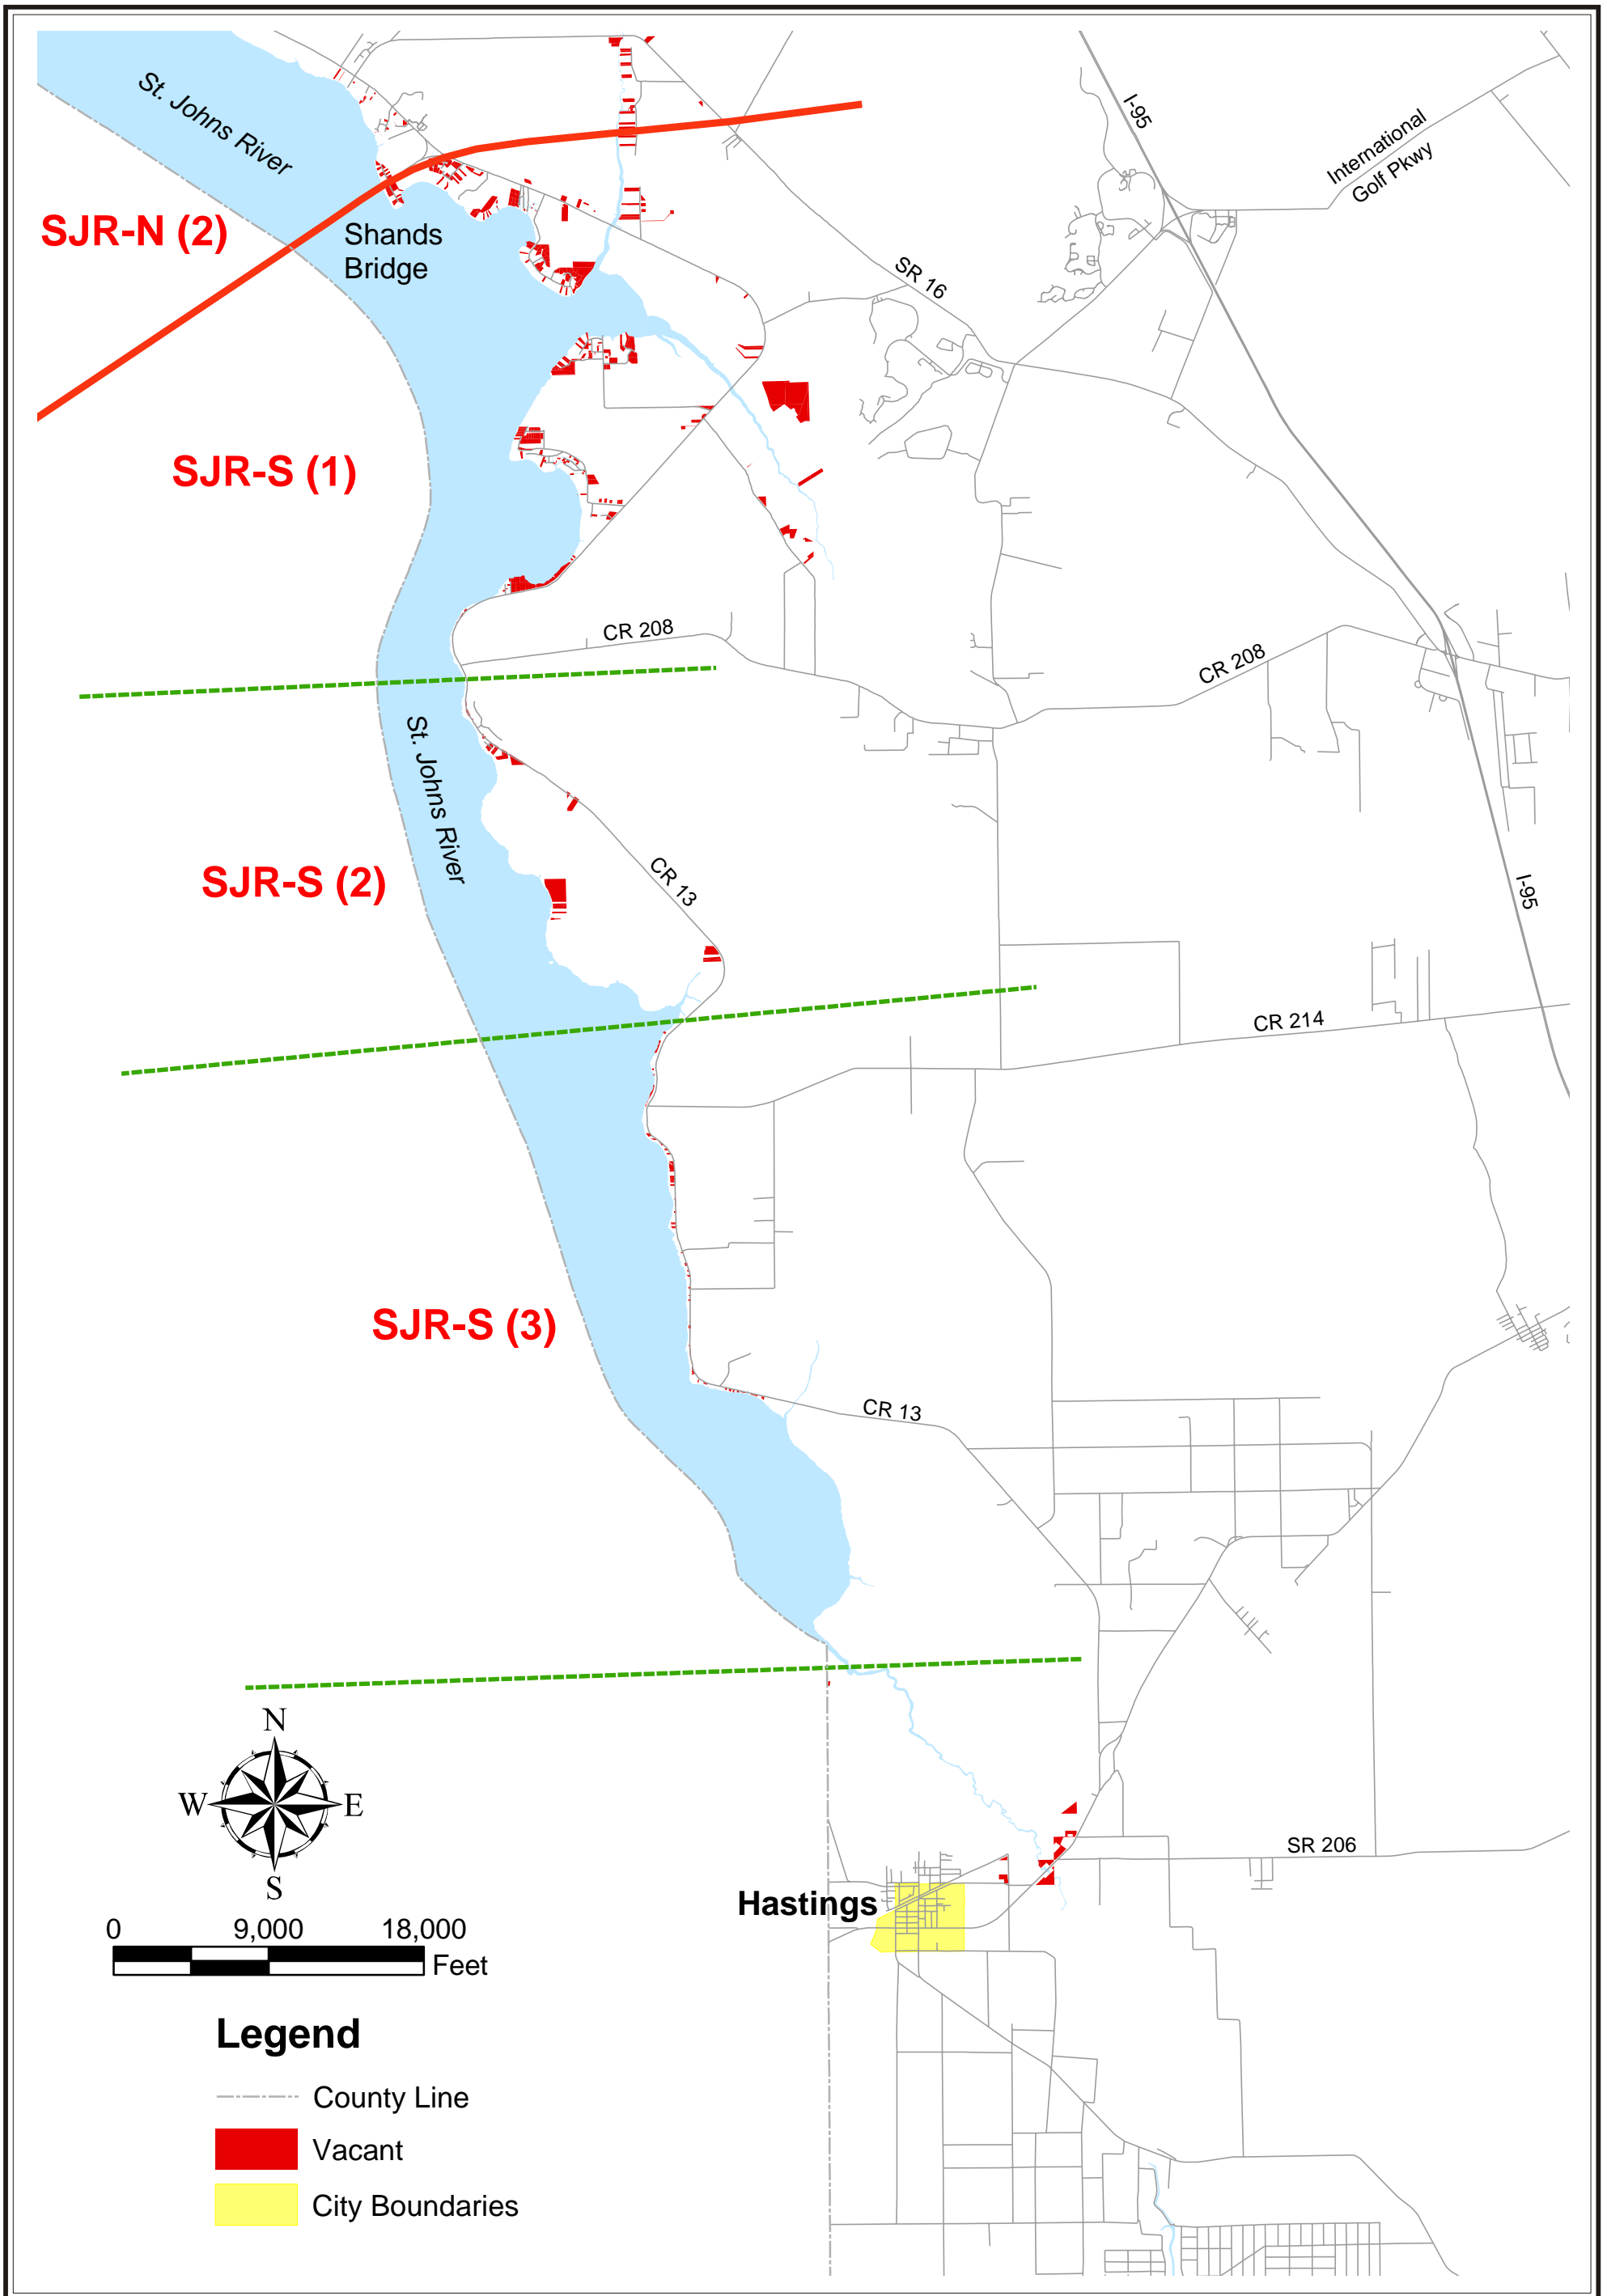 St. Johns River
I-95
International
Golf Pkwy
SJR-N (2)
Shands
Bridge
SR 16
SJR-S (1)
CR 208
CR 208
St. Johns River
SJR-S (2)
CR 13
I-95
CR 214
SJR-S (3)
CR 13
N
W
E
S
SR 206
Hastings
0 9,000 18,000
Feet
Legend
County Line
Vacant
City Boundaries